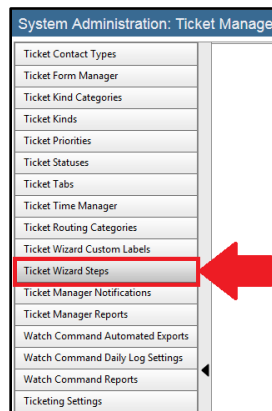 System Administration: Ticket Manage
Ticket Contact Types
Ticket Form Manager
Ticket Kind Categories
Ticket Kinds
Ticket Priorities
Ticket Statuses
Ticket Tabs
Ticket Time Manager
Ticket Routing Categories
Ticket Wizard Custom Labels
Ticket Wizard Steps
Ticket Manager Notifications
Ticket Manager Reports
Watch Command Automated Exports
Watch Command Daily Log Settings
Watch Command Reports
Ticketing Settings